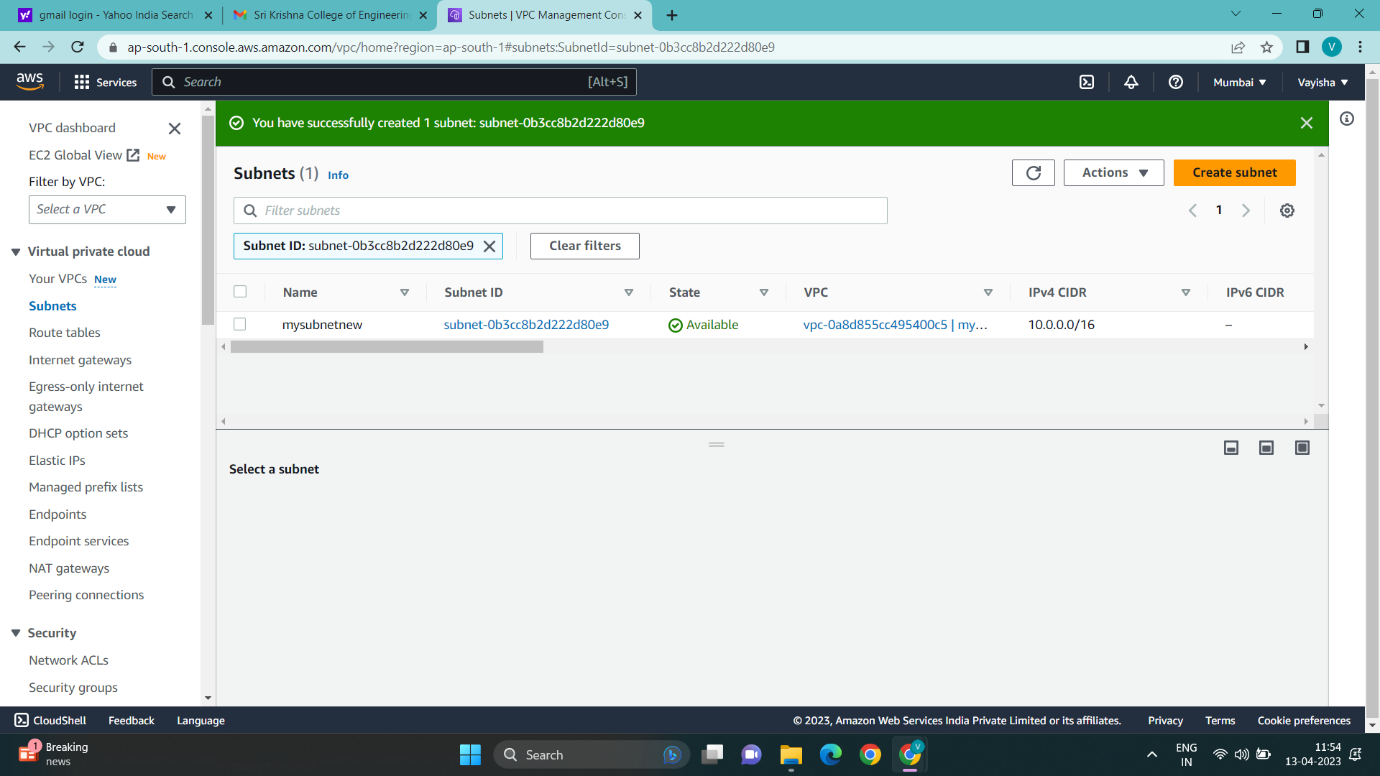 gmail login - Yahoo India Search
Sri Krishna College of Engineering
Subnets | VPC Management Con
ap-south-1.console.aws.amazon.com/vpc/home?region=ap-south-1#subnets:SubnetId=subnet-0b3cc8b2d222d80e9
V
aws
Services
Search
[Alt+S]
Mumbai
Vayisha
VPC dashboard
EC2 Global View
New
Filter by VPC:
Select a VPC
Virtual private cloud
Your VPCs New
Subnets
Route tables
Internet gateways
Egress-only internet
gateways
DHCP option sets
Elastic IPs
Managed prefix lists
Endpoints
Endpoint services
NAT gateways
Peering connections
Security
Network ACLs
Security groups
You have successfully created 1 subnet: subnet-0b3cc8b2d222d80e9
Subnets (1) Info
Actions
Create subnet
Filter subnets
1
Subnet ID: subnet-0b3cc8b2d222d80e9
Clear filters
Name Subnet ID State VPC IPv4 CIDR IPv6 CIDR
mysubnetnew subnet-0b3cc8b2d222d80e9 Available vpc-0a8d855cc495400c5 | my... 10.0.0.0/16 –
Select a subnet
CloudShell Feedback Language
© 2023, Amazon Web Services India Private Limited or its affiliates. Privacy Terms Cookie preferences
1
Breaking
news
Search
V
ENG
IN
11:54
13-04-2023